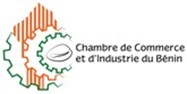 Chambre de Commerce
et d'Industrie du Bénin